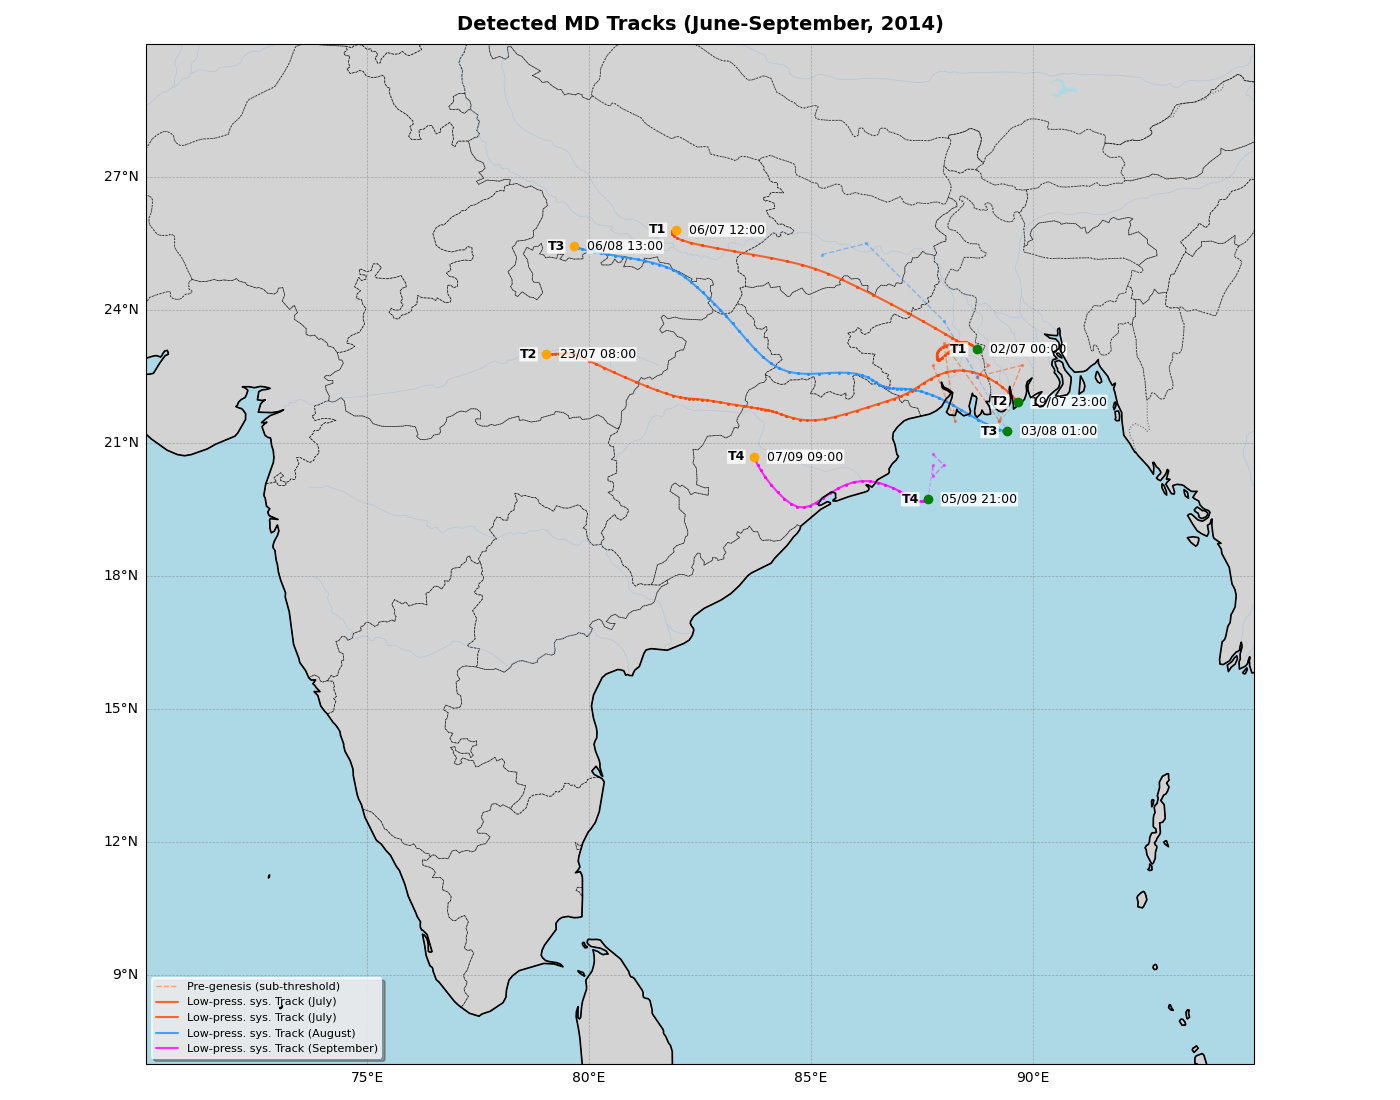 Detected MD Tracks (June-September, 2014)
27°N
24°N
21°N
18°N
15°N
12°N
9°N
T1 06/07 12:00
T3 06/08 13:00
T1 02/07 00:00
T2 23/07 08:00
T2 19/07 23:00
T3 03/08 01:00
T4 07/09 09:00
T4 05/09 21:00
Pre-genesis (sub-threshold)
Low-press. sys. Track (July)
Low-press. sys. Track (July)
Low-press. sys. Track (August)
Low-press. sys. Track (September)
75°E 80°E 85°E 90°E